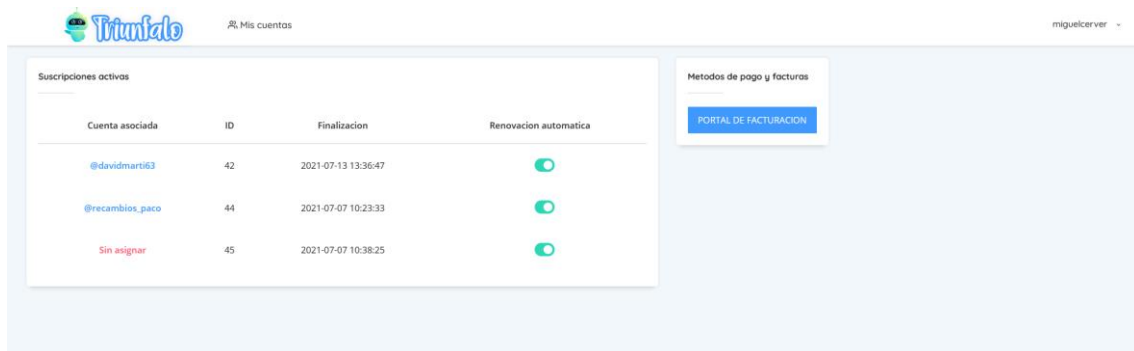 Triunfalo
Mis cuentas
miguelcerver
Suscripciones activas
Cuenta asociada ID Finalizacion Renovacion automatica
@davidmarti63 42 2021-07-13 13:36:47
@recambios_paco 44 2021-07-07 10:23:33
Sin asignar 45 2021-07-07 10:38:25
Metodos de pago y facturas
PORTAL DE FACTURACION